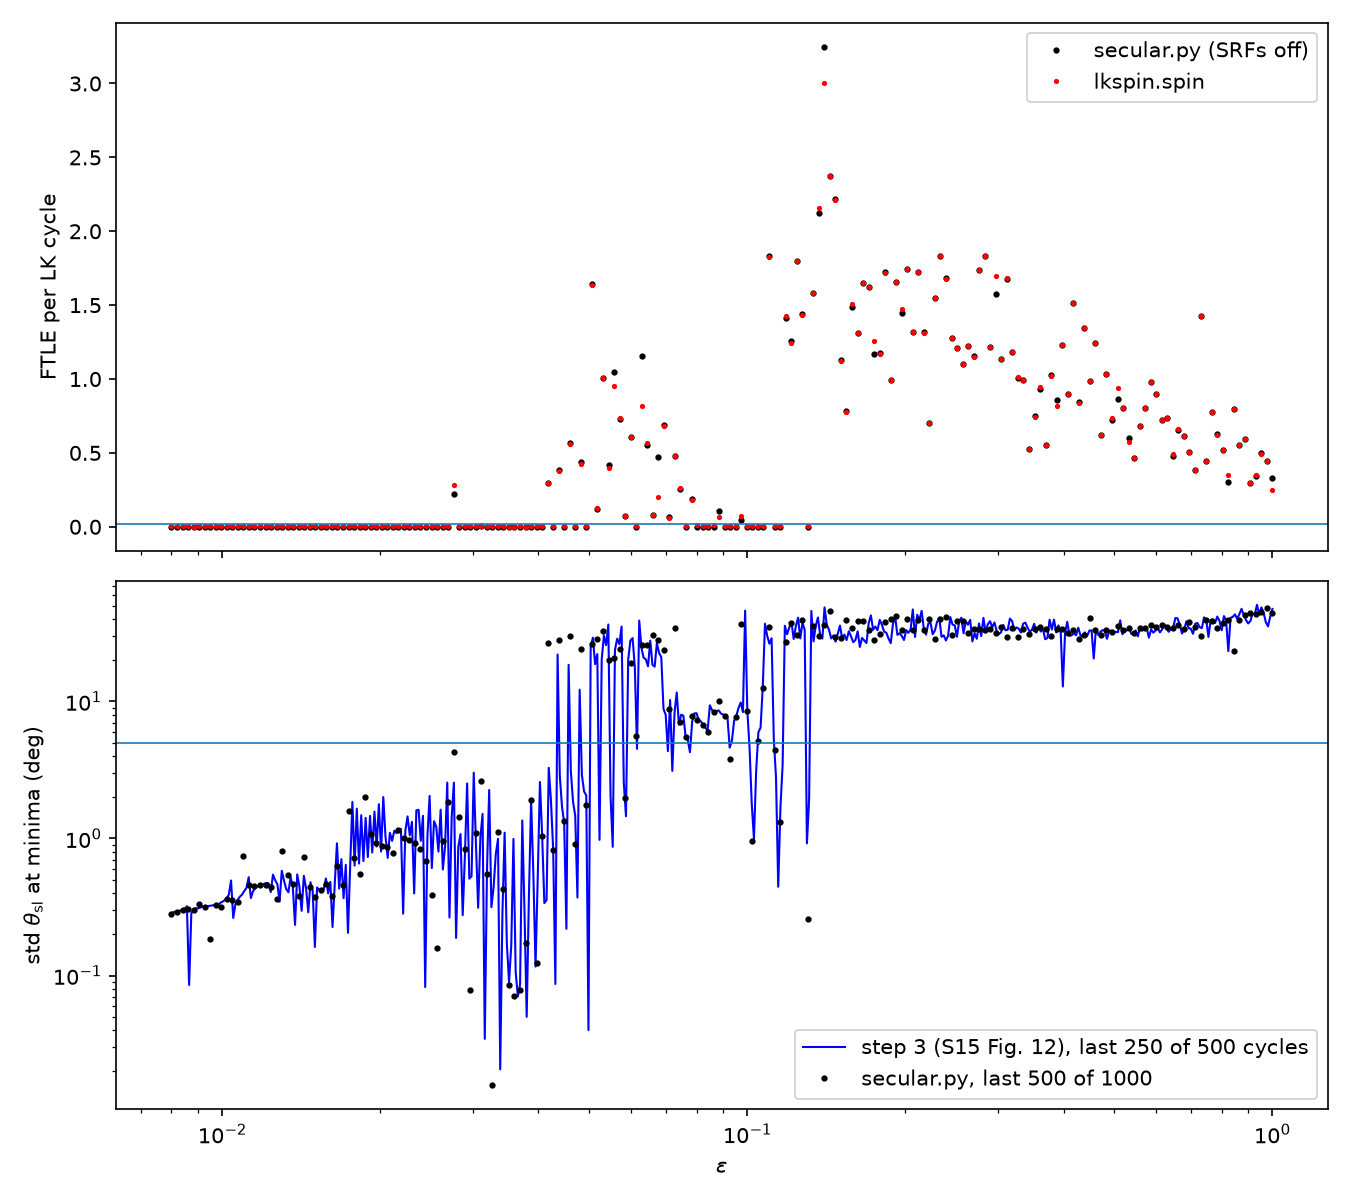 secular.py (SRFs off)
lkspin.spin
FTLE per LK cycle
3.0
2.5
2.0
1.5
1.0
0.5
0.0
std θ_sl at minima (deg)
10¹
10⁰
10⁻¹
step 3 (S15 Fig. 12), last 250 of 500 cycles
secular.py, last 500 of 1000
10⁻² 10⁻¹ 10⁰
ε